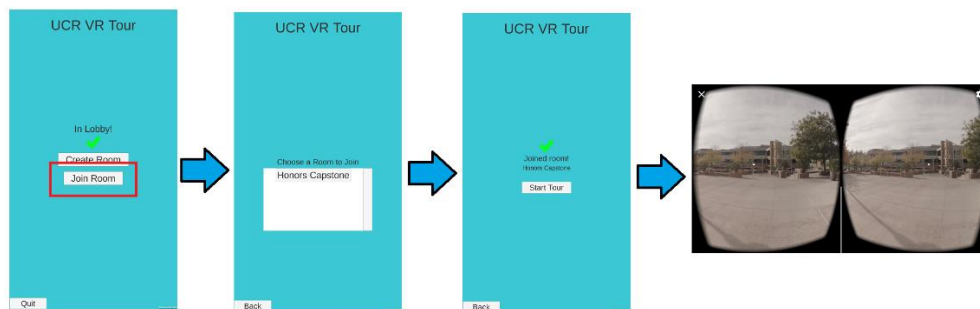 UCR VR Tour
In Lobby!
Create Room
Join Room
Quit
UCR VR Tour
Choose a Room to Join
Honors Capstone
Back
UCR VR Tour
Joined room!
Honors Capstone
Start Tour
Back